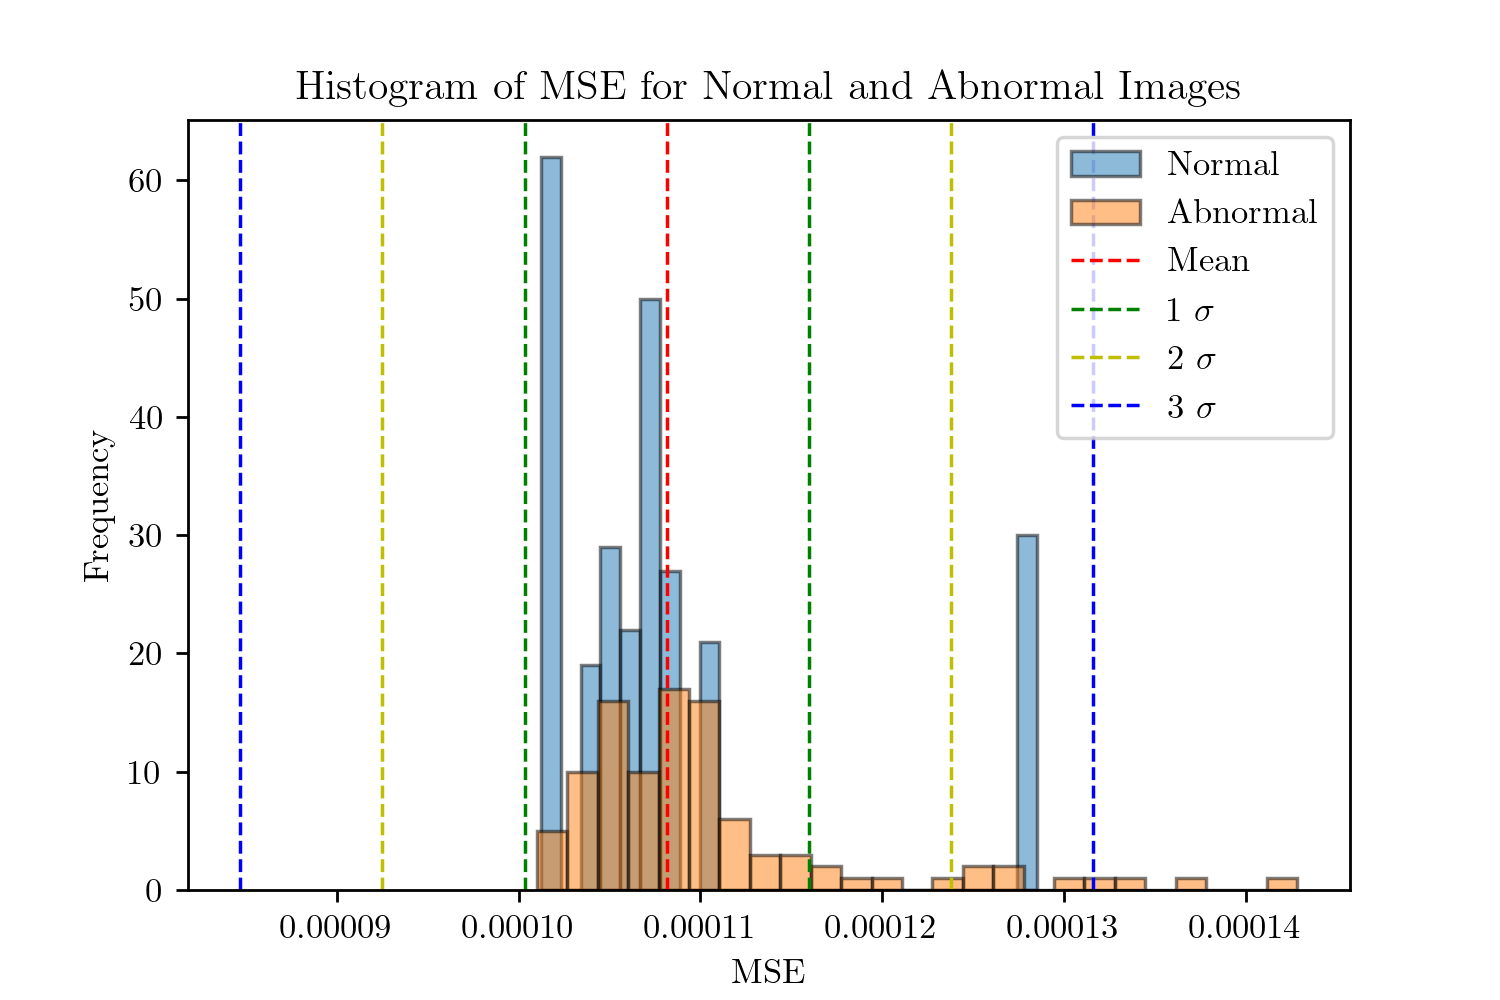 Histogram of MSE for Normal and Abnormal Images
Normal
Abnormal
Mean
1 σ
2 σ
3 σ
Frequency
60
50
40
30
20
10
0
0.00009 0.00010 0.00011 0.00012 0.00013 0.00014
MSE